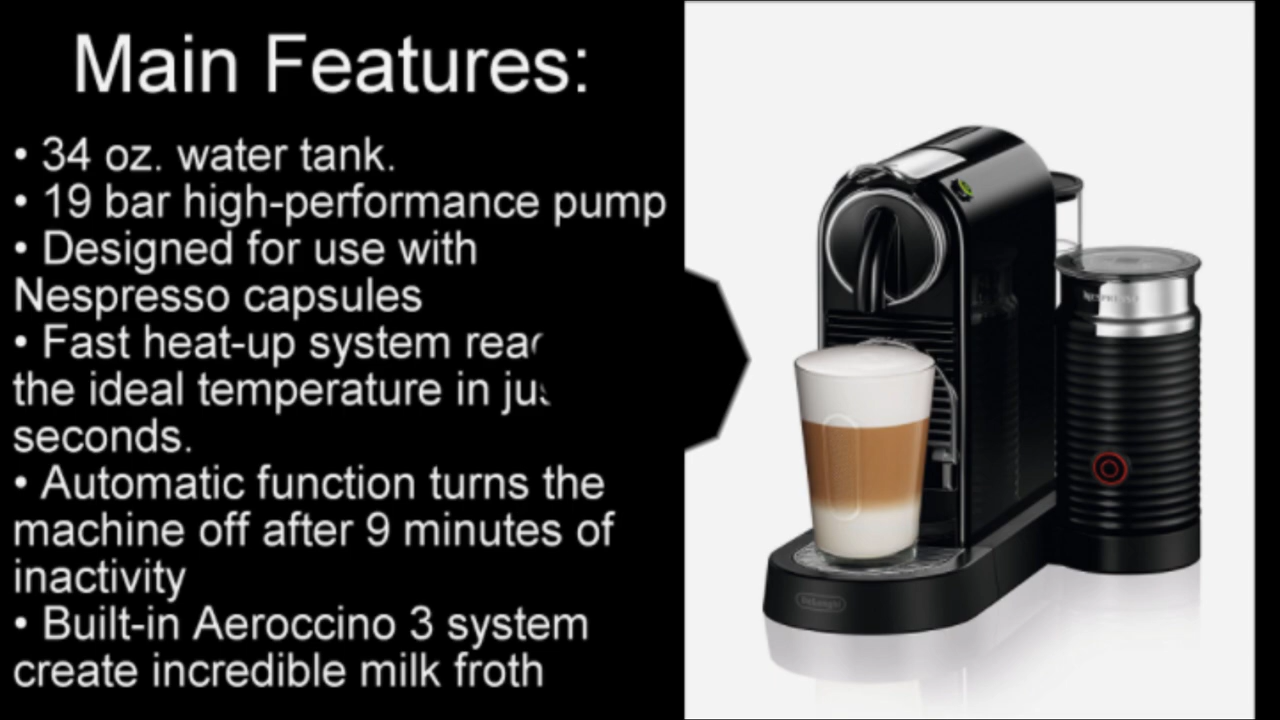 Main Features:
• 34 oz. water tank.
• 19 bar high-performance pump
• Designed for use with
Nespresso capsules
• Fast heat-up system
the ideal temperature in
seconds.
• Automatic function turns the
machine off after 9 minutes of
inactivity
• Built-in Aeroccino 3 system
create incredible milk froth
NESPRESSO
DeLonghi